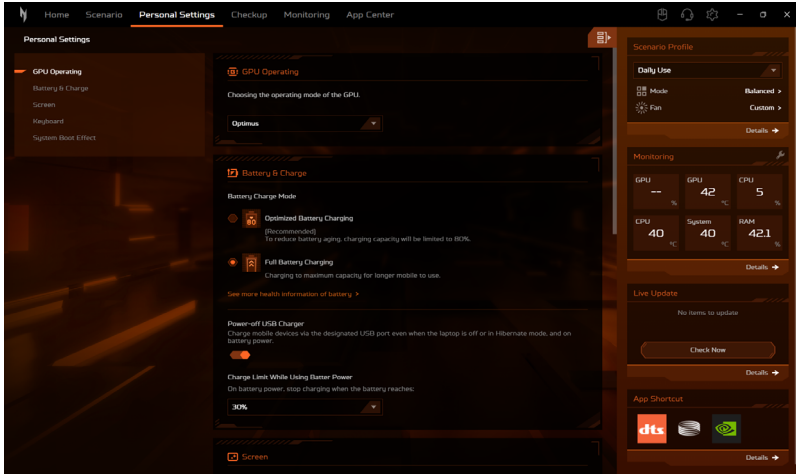 Home Scenario Personal Settings Checkup Monitoring App Center
Personal Settings
GPU Operating
Battery & Charge
Screen
Keyboard
System Boot Effect
GPU Operating
Choosing the operating mode of the GPU.
Optimus
Battery & Charge
Battery Charge Mode
80
Optimized Battery Charging
[Recommended]
To reduce battery aging, charging capacity will be limited to 80%.
Full Battery Charging
Charging to maximum capacity for longer mobile to use.
See more health information of battery >
Power-off USB Charger
Charge mobile devices via the designated USB port even when the laptop is off or in Hibernate mode, and on
battery power.
Charge Limit While Using Batter Power
On battery power, stop charging when the battery reaches:
30%
Screen
Scenario Profile
Daily Use
Mode Balanced >
Fan Custom >
Details →
Monitoring
GPU GPU CPU
-- 42 5
% °C %
CPU System RAM
40 40 42.1
°C °C %
Details →
Live Update
No items to update
Check Now
Details →
App Shortcut
dts
Details →